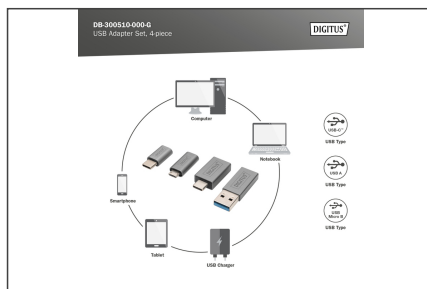 DB-300510-000-G
USB Adapter Set, 4-piece
DIGITUS®
Computer
Notebook
Smartphone
Tablet
USB Charger
USB-C™
USB Type
USB A
USB Type
USB
Micro B
USB Type